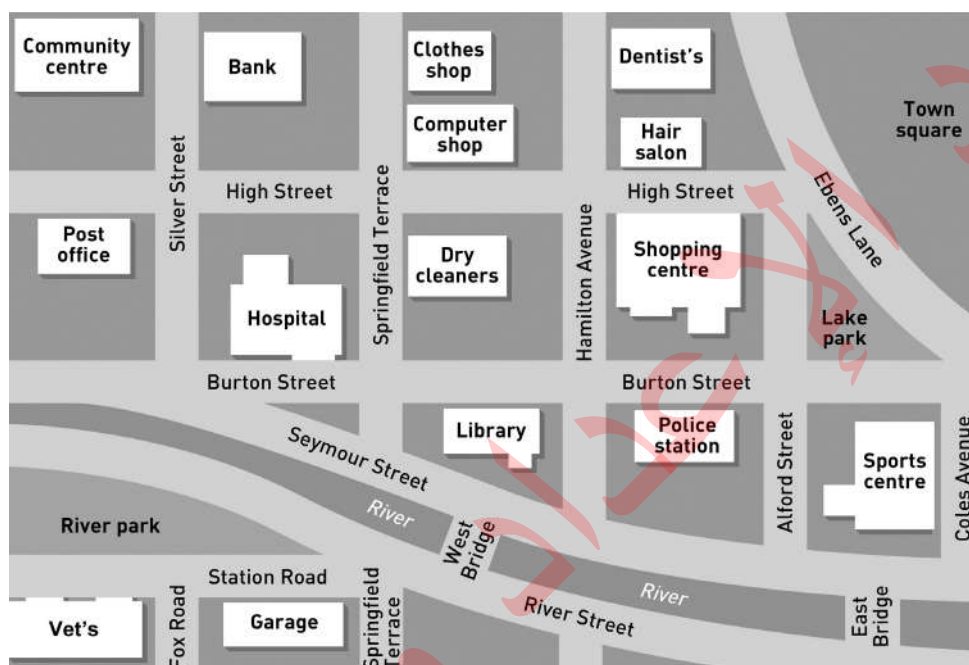 Community
centre
Bank
Clothes
shop
Dentist's
Computer
shop
Hair
salon
Town
square
Silver Street
High Street
Springfield Terrace
High Street
Ebens Lane
Post
office
Hospital
Dry
cleaners
Hamilton Avenue
Shopping
centre
Lake
park
Burton Street
Burton Street
Seymour Street
Library
Police
station
Alford Street
Sports
centre
Coles Avenue
River park
River
West
Bridge
Station Road
River
River Street
East
Bridge
Vet's
Fox Road
Garage
Springfield
Terrace